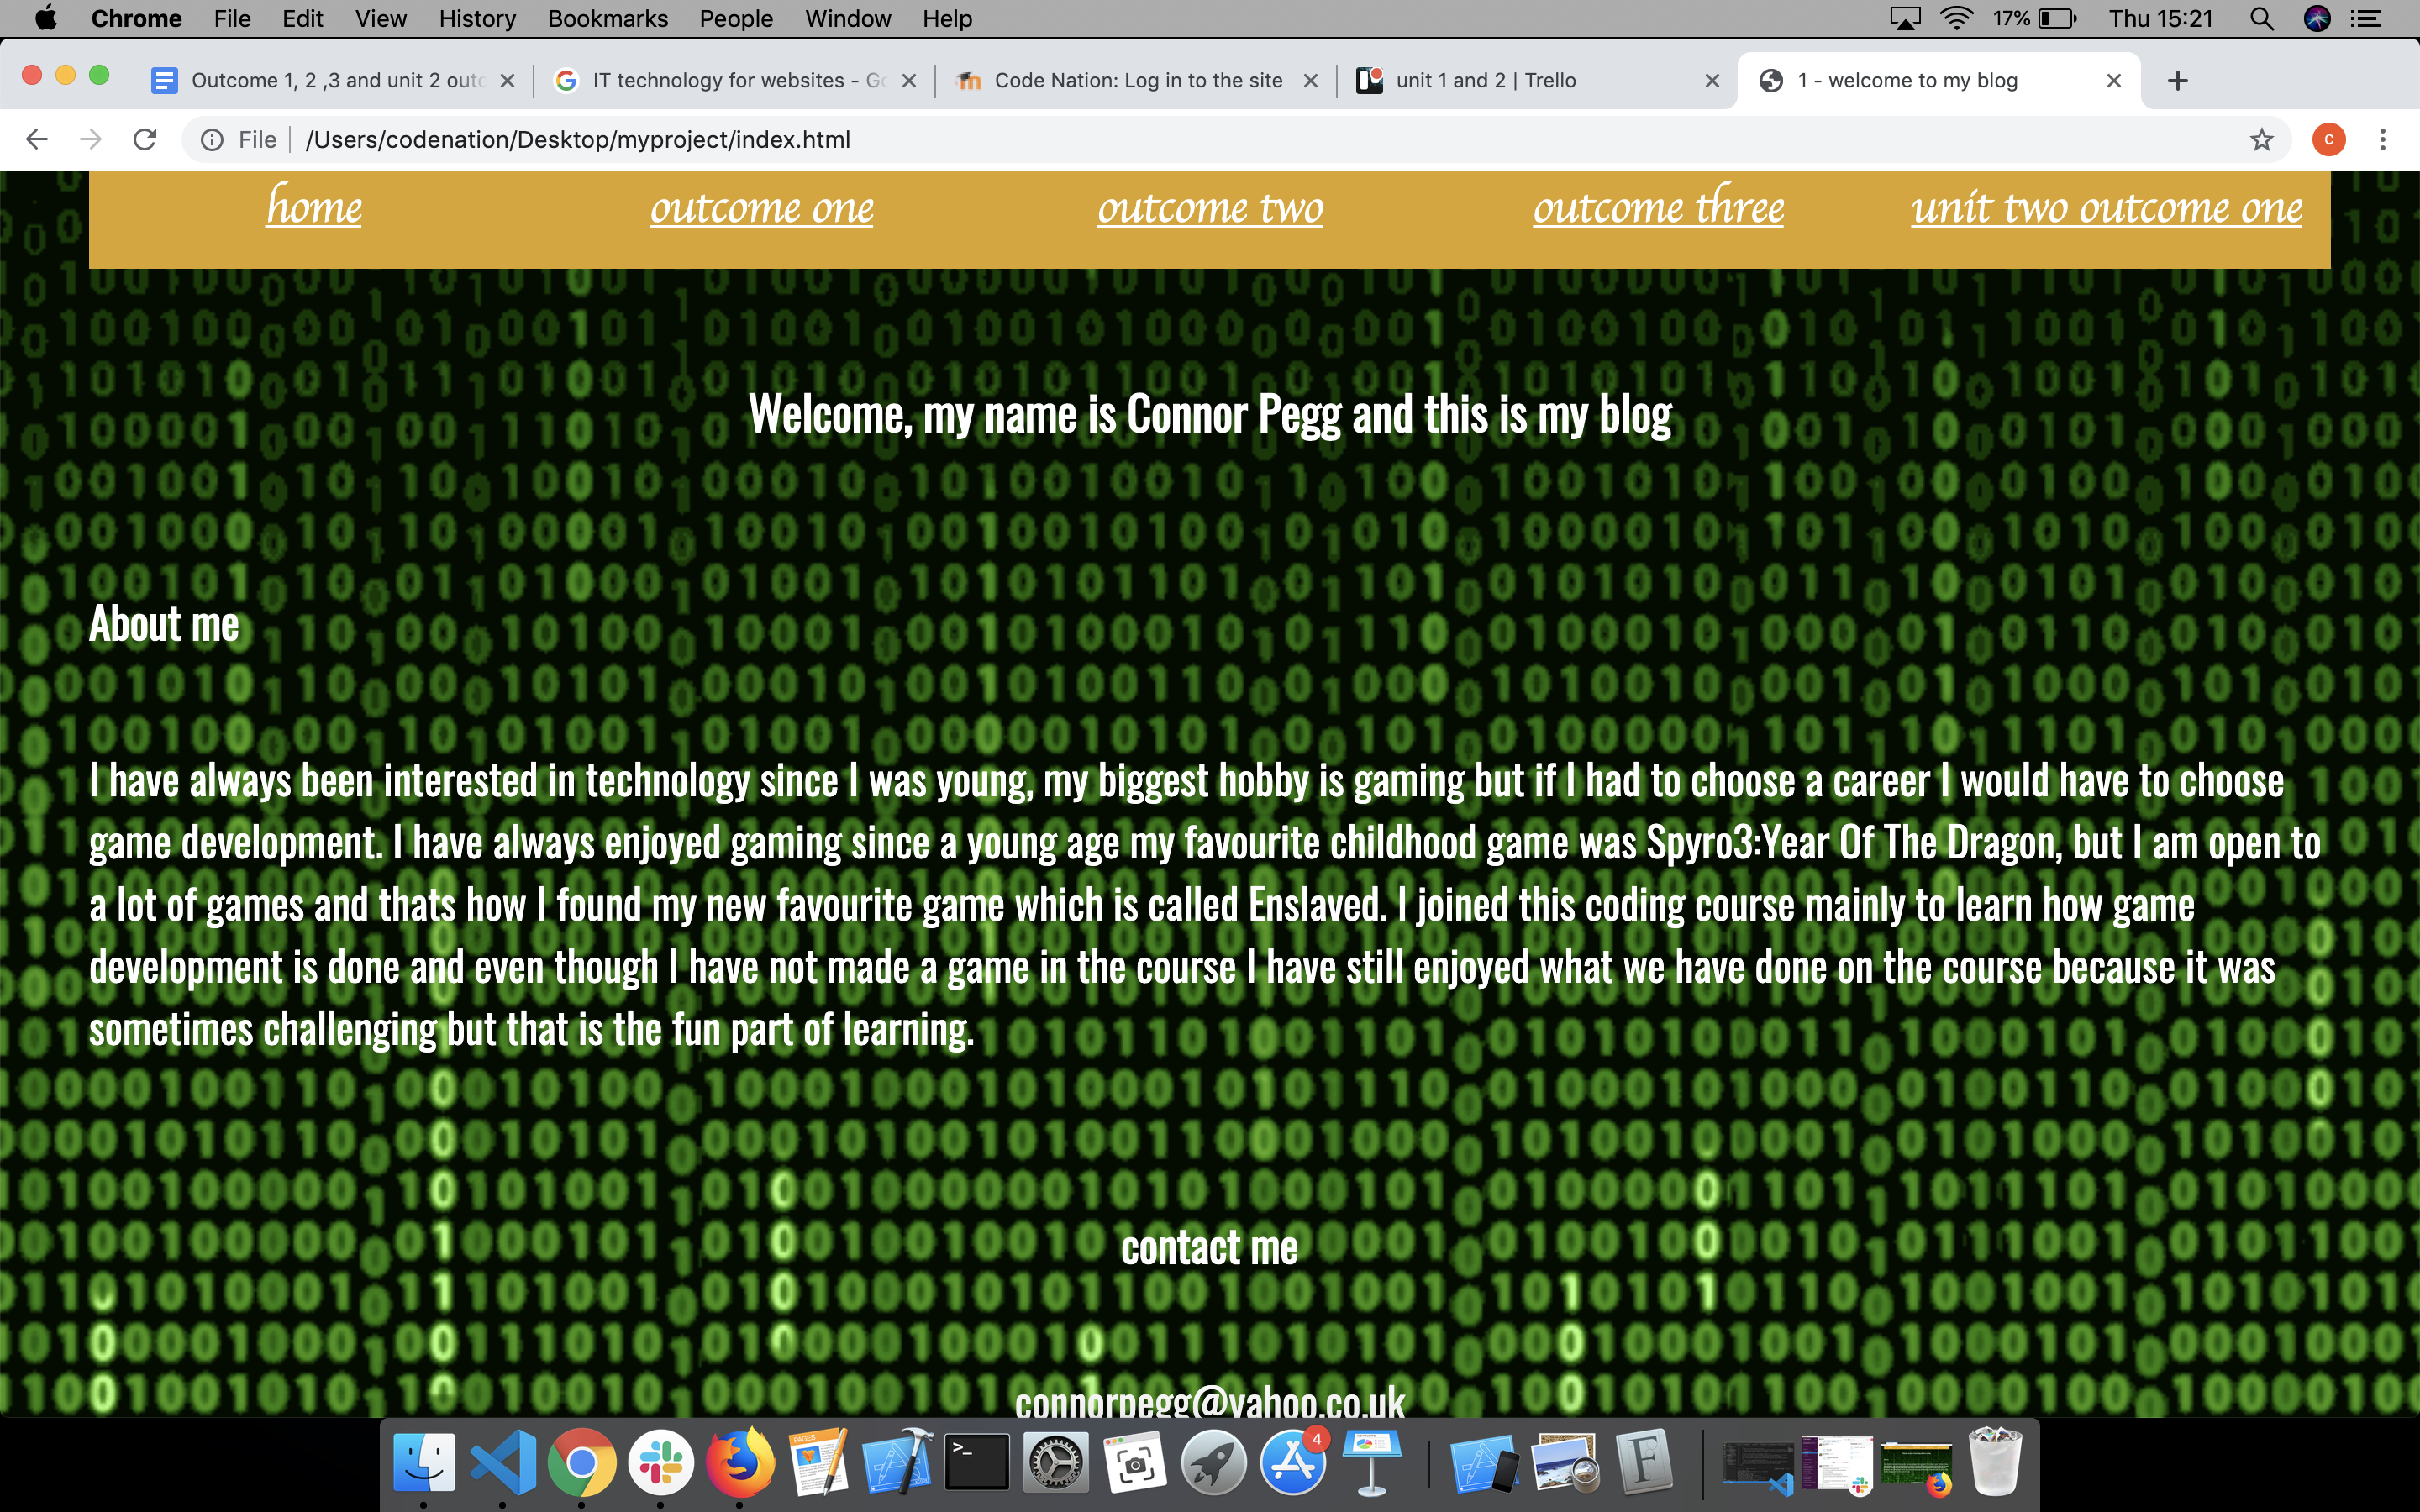 Chrome File Edit View History Bookmarks People Window Help 17% Thu 15:21
Outcome 1, 2 ,3 and unit 2 outc IT technology for websites - Go Code Nation: Log in to the site unit 1 and 2 | Trello 1 - welcome to my blog
File /Users/codenation/Desktop/myproject/index.html C
home outcome one outcome two outcome three unit two outcome one
Welcome, my name is Connor Pegg and this is my blog
About me
I have always been interested in technology since I was young, my biggest hobby is gaming but if I had to choose a career I would have to choose
game development. I have always enjoyed gaming since a young age my favourite childhood game was Spyro3:Year Of The Dragon, but I am open to
a lot of games and thats how I found my new favourite game which is called Enslaved. I joined this coding course mainly to learn how game
development is done and even though I have not made a game in the course I have still enjoyed what we have done on the course because it was
sometimes challenging but that is the fun part of learning.
contact me
connorpegg@yahoo.co.uk
PAGES 4